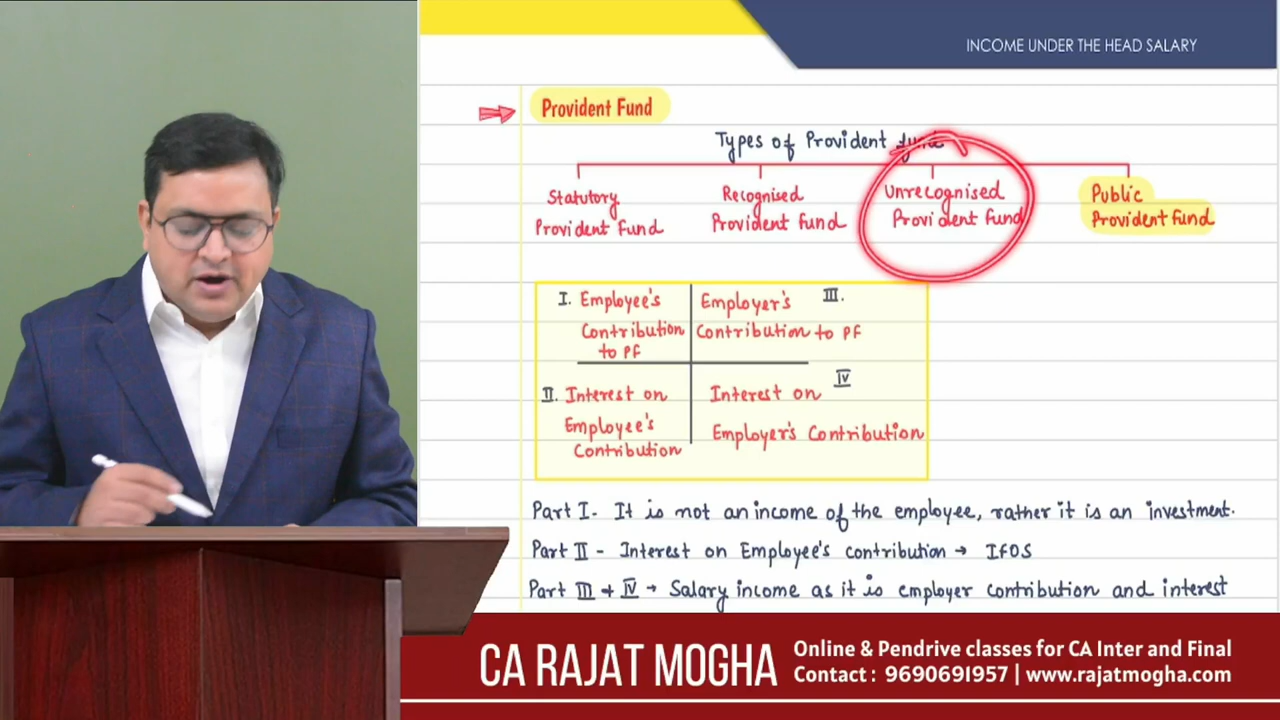 INCOME UNDER THE HEAD SALARY
Provident Fund
Types of Provident fund
Statutory Provident Fund
Recognised Provident fund
Unrecognised Provident fund
Public Provident fund
I. Employee's
Contribution
to PF
Employer's III.
Contribution to PF
II. Interest on
Employee's
Contribution
Interest on IV
Employer's Contribution
Part I- It is not an income of the employee, rather it is an investment.
Part II - Interest on Employee's contribution → IFOS
Part III + IV → Salary income as it is employer contribution and interest
CA RAJAT MOGHA
Online & Pendrive classes for CA Inter and Final
Contact : 9690691957 | www.rajatmogha.com